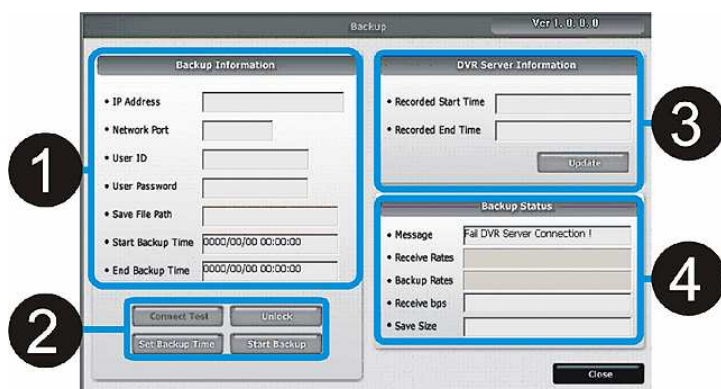 Backup Ver 1.0.0.0
1
Backup Information
• IP Address
• Network Port
• User ID
• User Password
• Save File Path
• Start Backup Time 0000/00/00 00:00:00
• End Backup Time 0000/00/00 00:00:00
2
Connect Test Unlock
Set Backup Time Start Backup
DVR Server Information
• Recorded Start Time
• Recorded End Time
Update
3
Backup Status
• Message Fail DVR Server Connection !
• Receive Rates
• Backup Rates
• Receive bps
• Save Size
4
Close